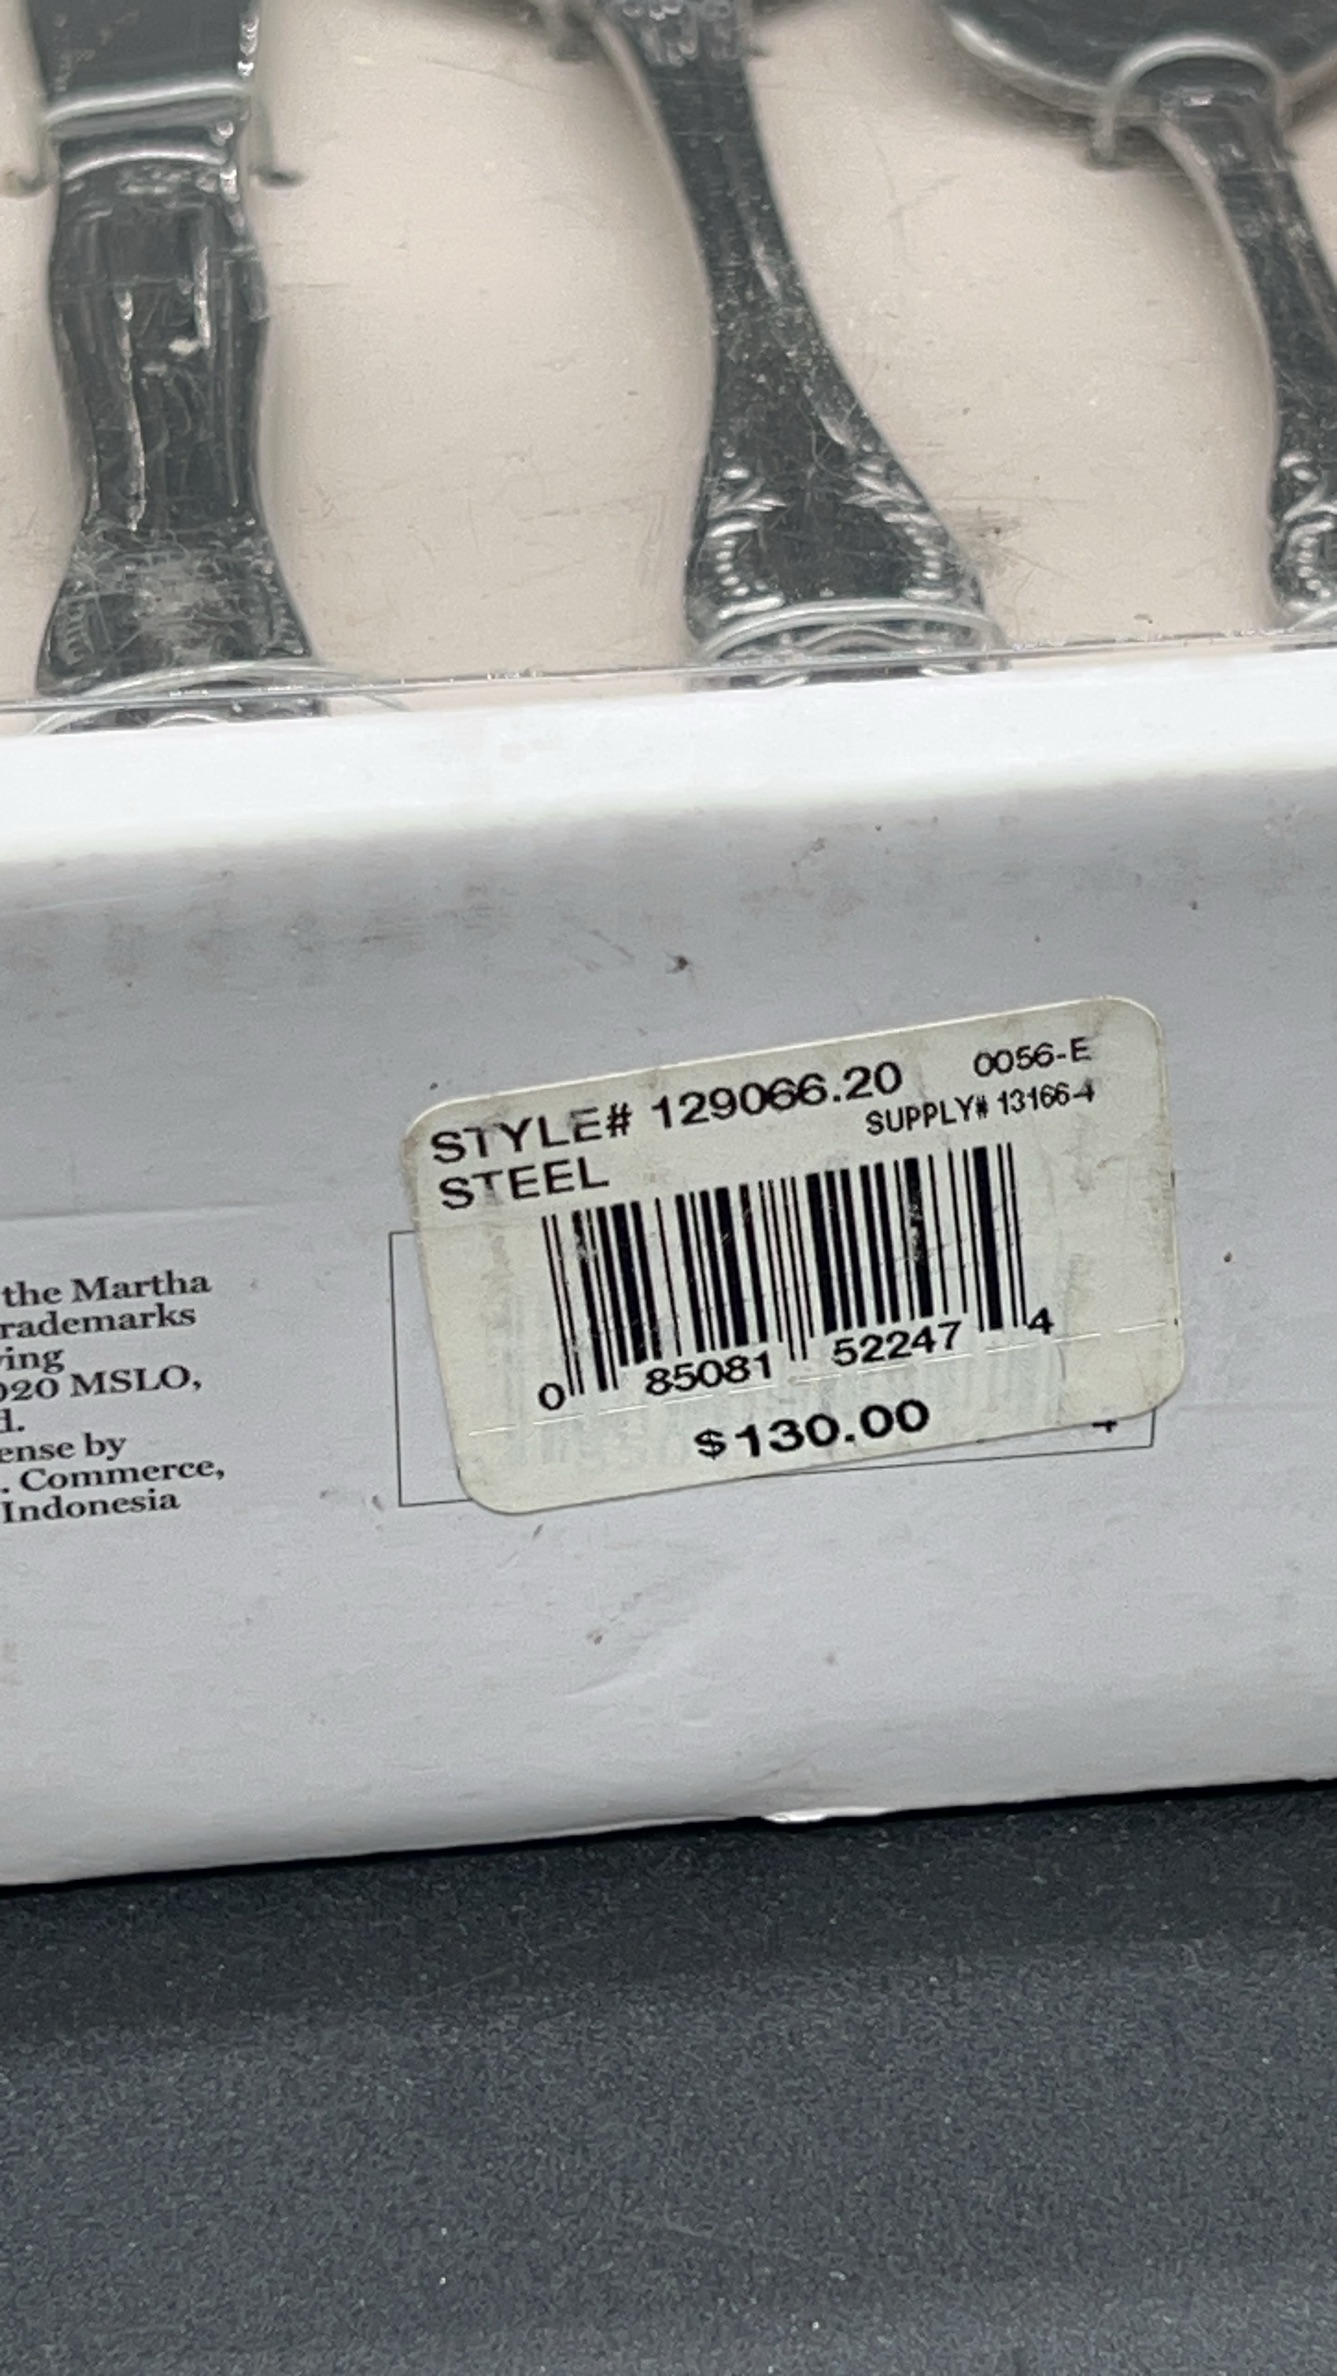 the Martha
rademarks
ving
020 MSLO,
d.
ense by
. Commerce,
Indonesia
STYLE# 129066.20 0056-E
SUPPLY# 13166-4
STEEL
0 85081 52247 4
$130.00
4